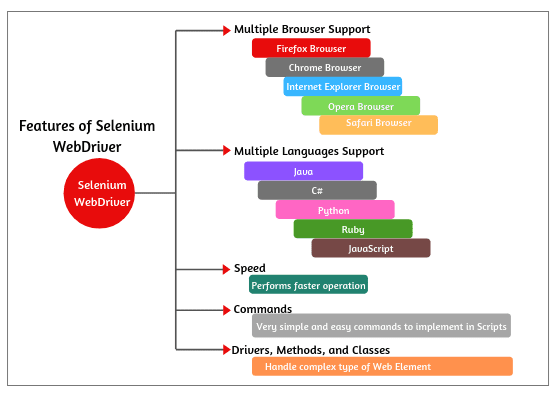 Features of Selenium
WebDriver
Selenium
WebDriver
Multiple Browser Support
Firefox Browser
Chrome Browser
Internet Explorer Browser
Opera Browser
Safari Browser
Multiple Languages Support
Java
C#
Python
Ruby
JavaScript
Speed
Performs faster operation
Commands
Very simple and easy commands to implement in Scripts
Drivers, Methods, and Classes
Handle complex type of Web Element